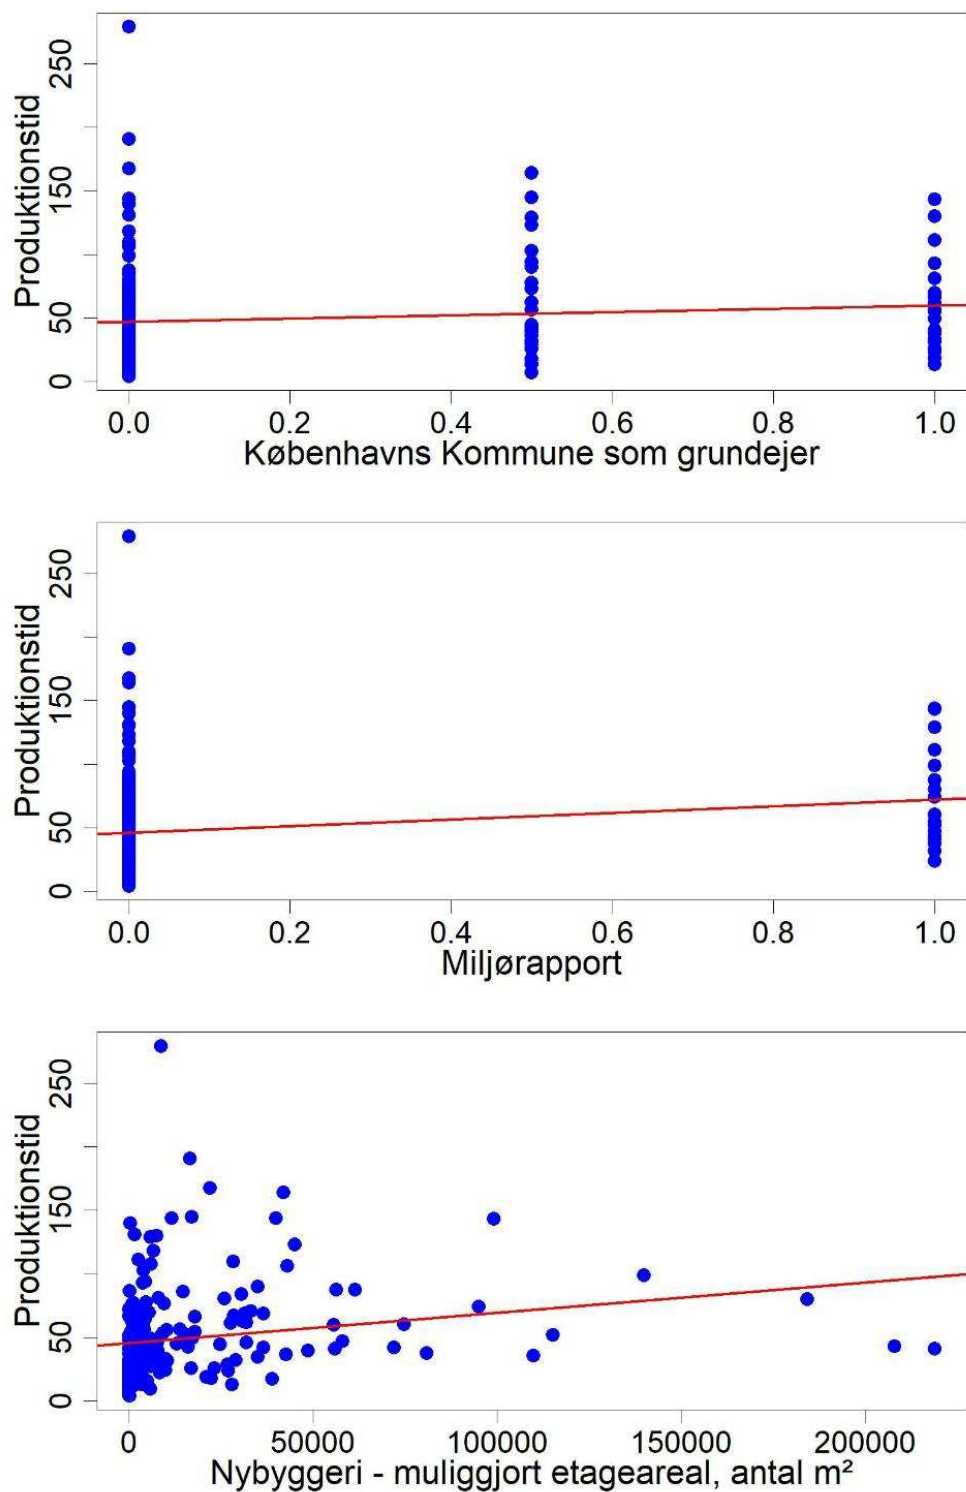 Produktionstid
250
150
50
0
0.0 0.2 0.4 0.6 0.8 1.0
Københavns Kommune som grundejer
Produktionstid
250
150
50
0
0.0 0.2 0.4 0.6 0.8 1.0
Miljørapport
Produktionstid
250
150
50
0
0 50000 100000 150000 200000
Nybyggeri - muliggjort etageareal, antal m²